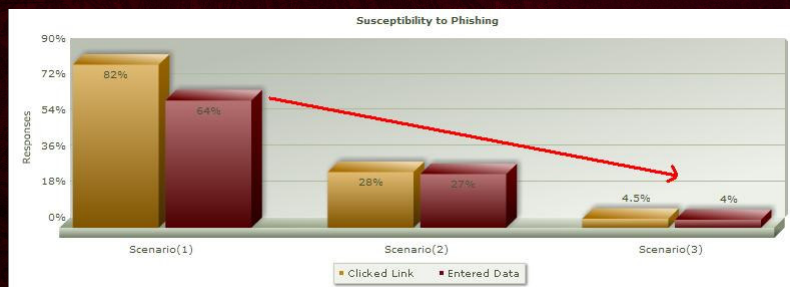 Susceptibility to Phishing
90%
72%
54%
36%
18%
0%
Responses
82%
64%
28%
27%
4.5%
4%
Scenario(1)
Scenario(2)
Scenario(3)
Clicked Link
Entered Data